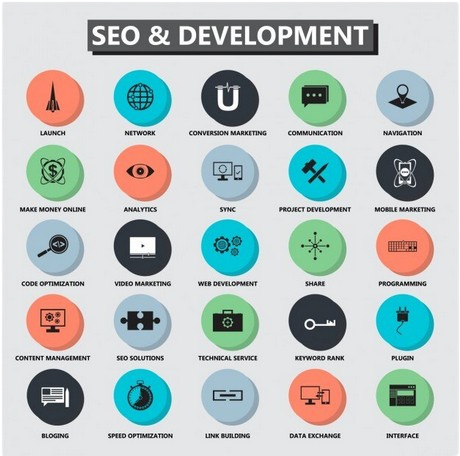 SEO & DEVELOPMENT
LAUNCH
NETWORK
CONVERSION MARKETING
COMMUNICATION
NAVIGATION
MAKE MONEY ONLINE
ANALYTICS
SYNC
PROJECT DEVELOPMENT
MOBILE MARKETING
CODE OPTIMIZATION
VIDEO MARKETING
WEB DEVELOPMENT
SHARE
PROGRAMMING
CONTENT MANAGEMENT
SEO SOLUTIONS
TECHNICAL SERVICE
KEYWORD RANK
PLUGIN
BLOGING
SPEED OPTIMIZATION
LINK BUILDING
DATA EXCHANGE
INTERFACE